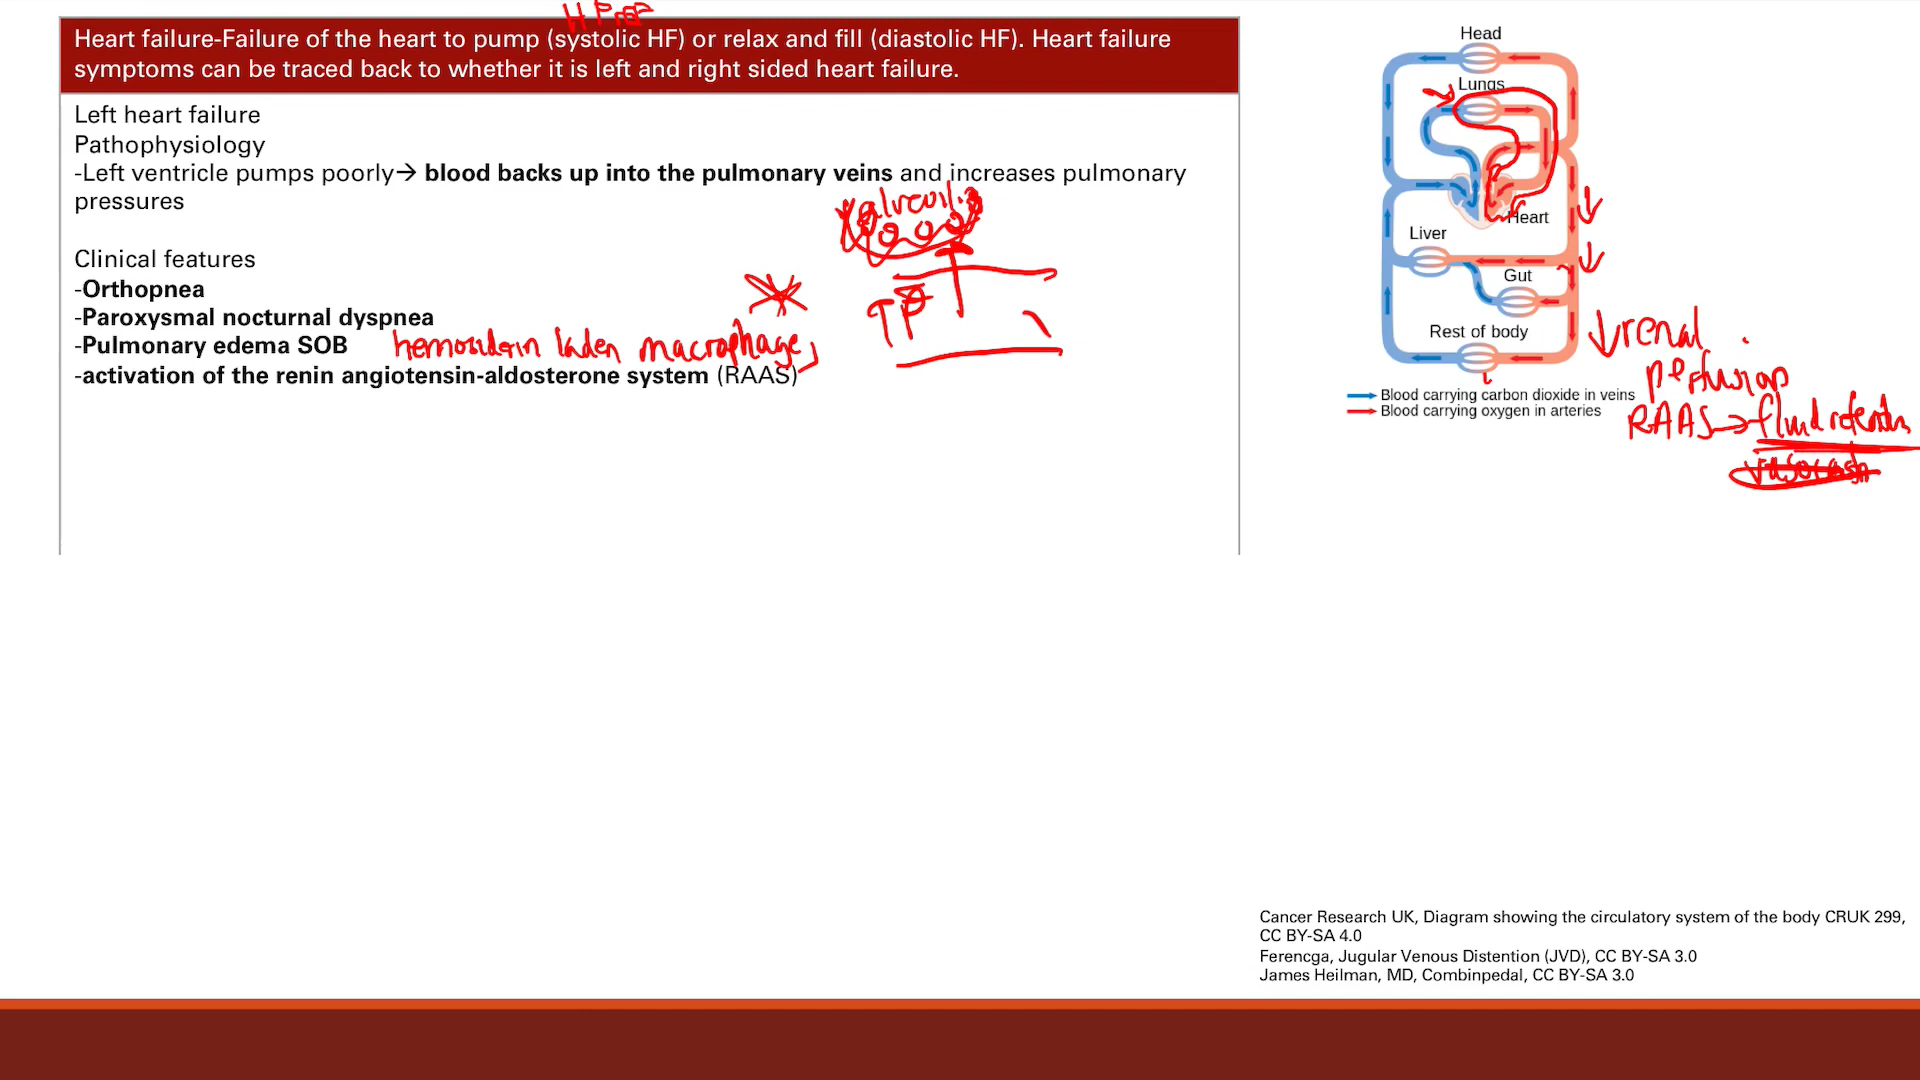 HFrEF
Heart failure-Failure of the heart to pump (systolic HF) or relax and fill (diastolic HF). Heart failure
symptoms can be traced back to whether it is left and right sided heart failure.
Left heart failure
Pathophysiology
-Left ventricle pumps poorly→ blood backs up into the pulmonary veins and increases pulmonary
pressures
alveoli
Clinical features
-Orthopnea
-Paroxysmal nocturnal dyspnea
-Pulmonary edema SOB hemosiderin laden macrophages
-activation of the renin angiotensin-aldosterone system (RAAS)
↑P
Head
Lungs
Heart
Liver
Gut
Rest of body
Blood carrying carbon dioxide in veins
Blood carrying oxygen in arteries
↓renal
perfusion
RAAS→fluid retention
Cancer Research UK, Diagram showing the circulatory system of the body CRUK 299,
CC BY-SA 4.0
Ferencga, Jugular Venous Distention (JVD), CC BY-SA 3.0
James Heilman, MD, Combinpedal, CC BY-SA 3.0